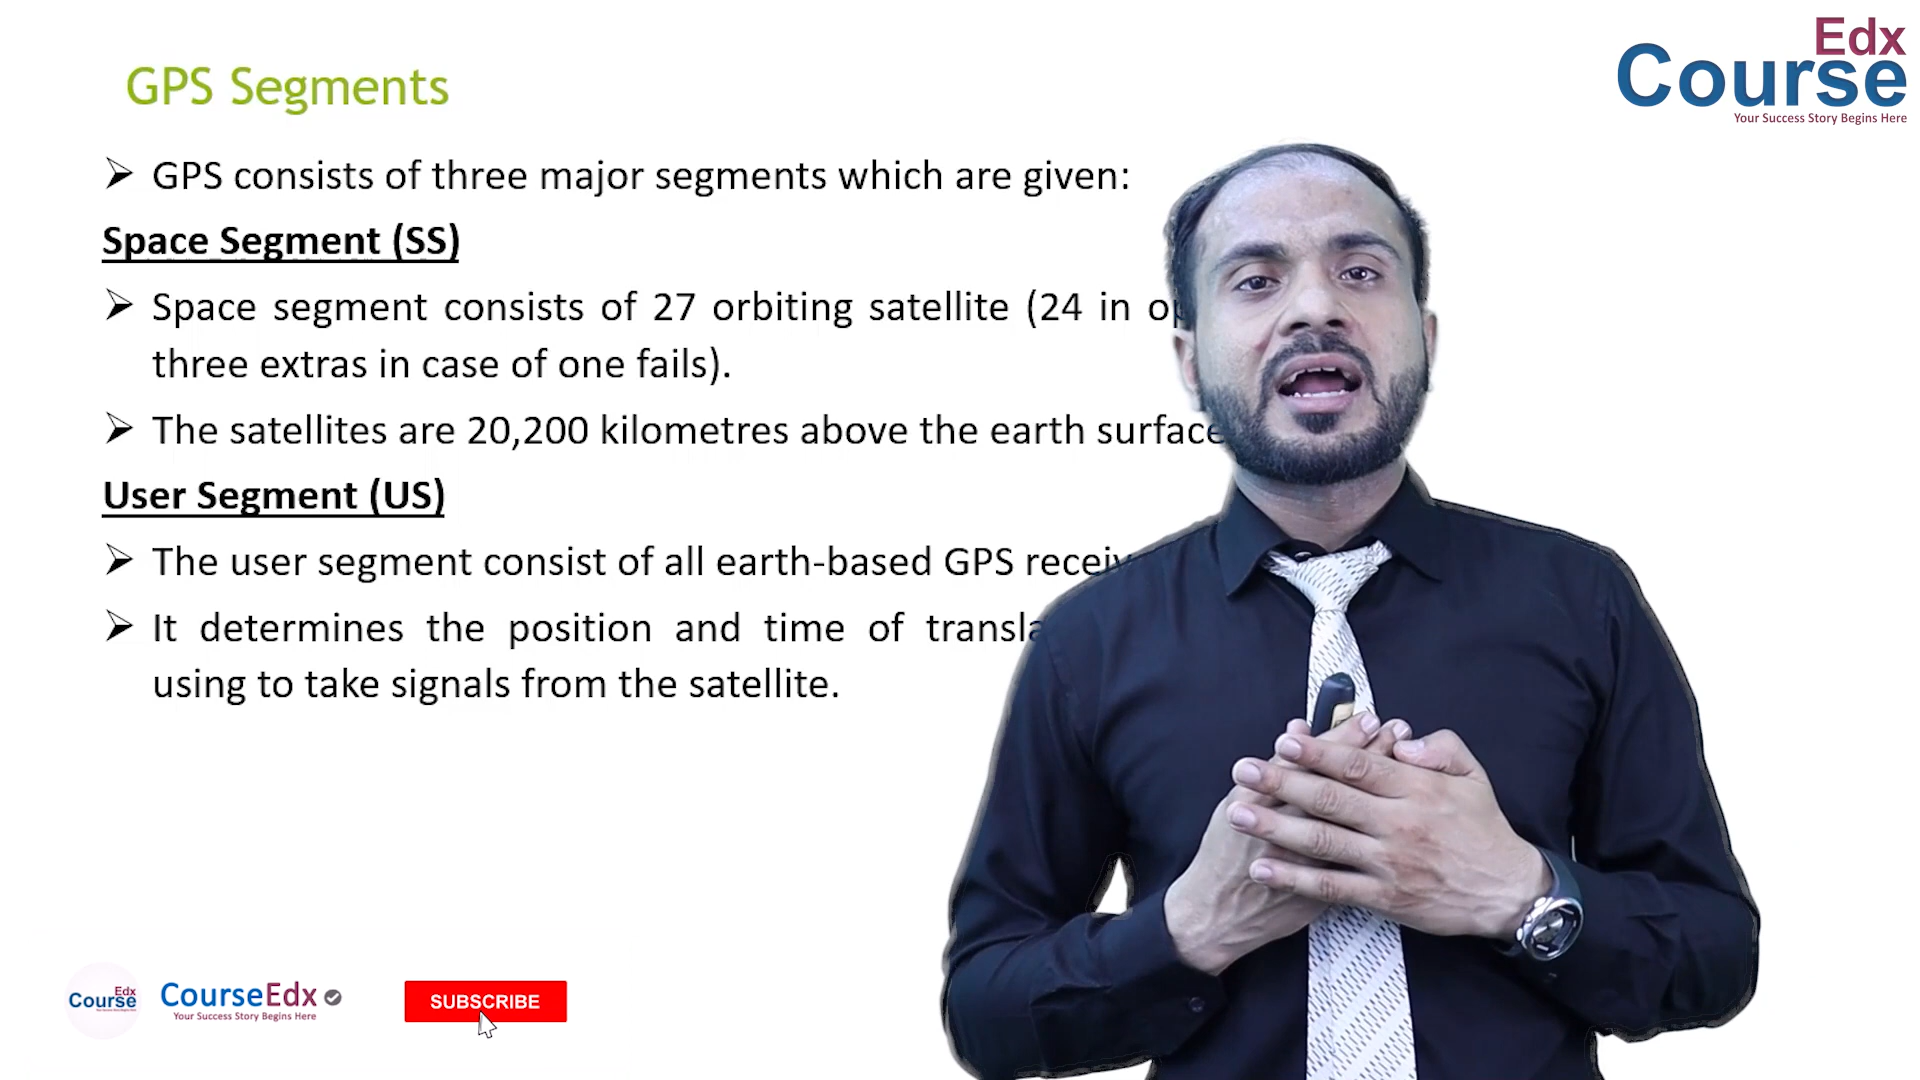 Edx
Course
Your Success Story Begins Here
GPS Segments
GPS consists of three major segments which are given:
Space Segment (SS)
Space segment consists of 27 orbiting satellite (24 in
three extras in case of one fails).
The satellites are 20,200 kilometres above the earth surface
User Segment (US)
The user segment consist of all earth-based GPS
It determines the position and time of
using to take signals from the satellite.
Edx
Course
CourseEdx
Your Success Story Begins Here
SUBSCRIBE